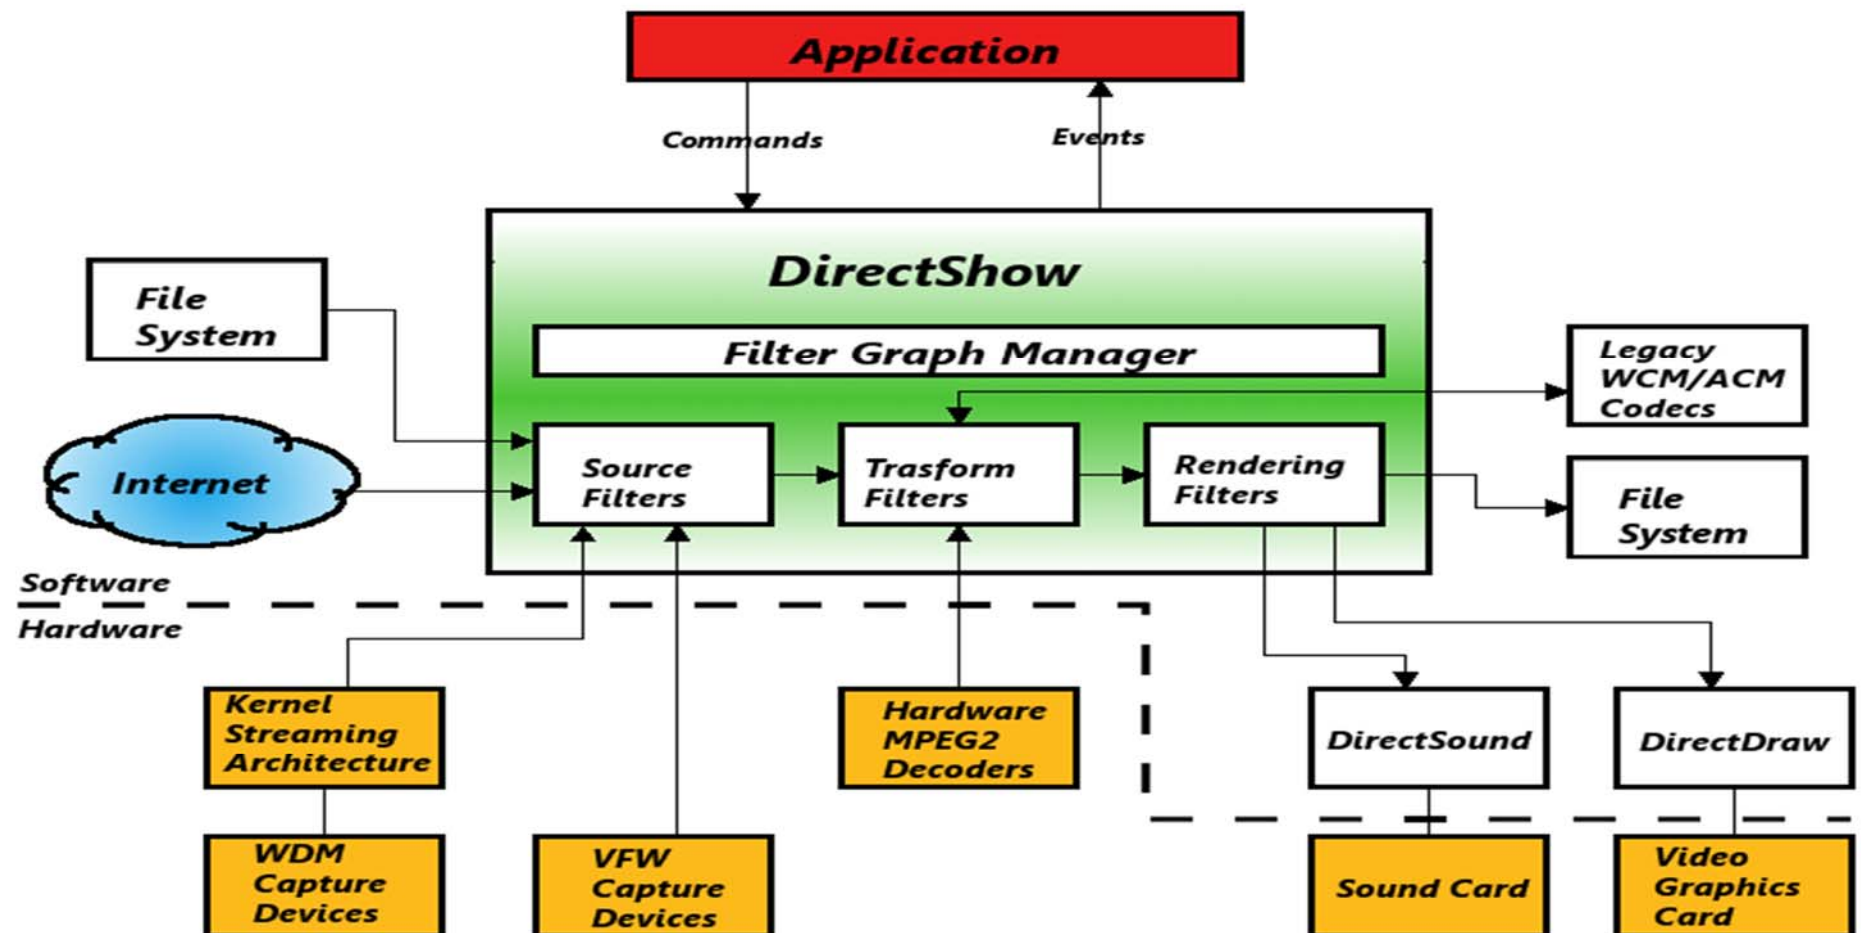 Application
Commands
Events
DirectShow
File
System
Filter Graph Manager
Legacy
WCM/ACM
Codecs
Internet
Source
Filters
Trasform
Filters
Rendering
Filters
File
System
Software
Hardware
Kernel
Streaming
Architecture
Hardware
MPEG2
Decoders
DirectSound
DirectDraw
WDM
Capture
Devices
VFW
Capture
Devices
Sound Card
Video
Graphics
Card